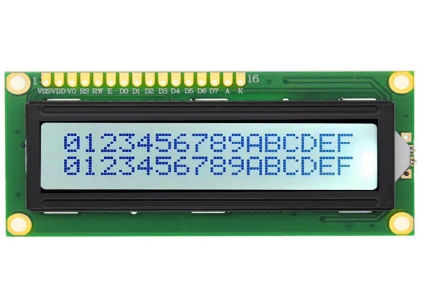 1 VSS VDD V0 RS RW E D0 D1 D2 D3 D4 D5 D6 D7 A K 16
0123456789ABCDEF
0123456789ABCDEF